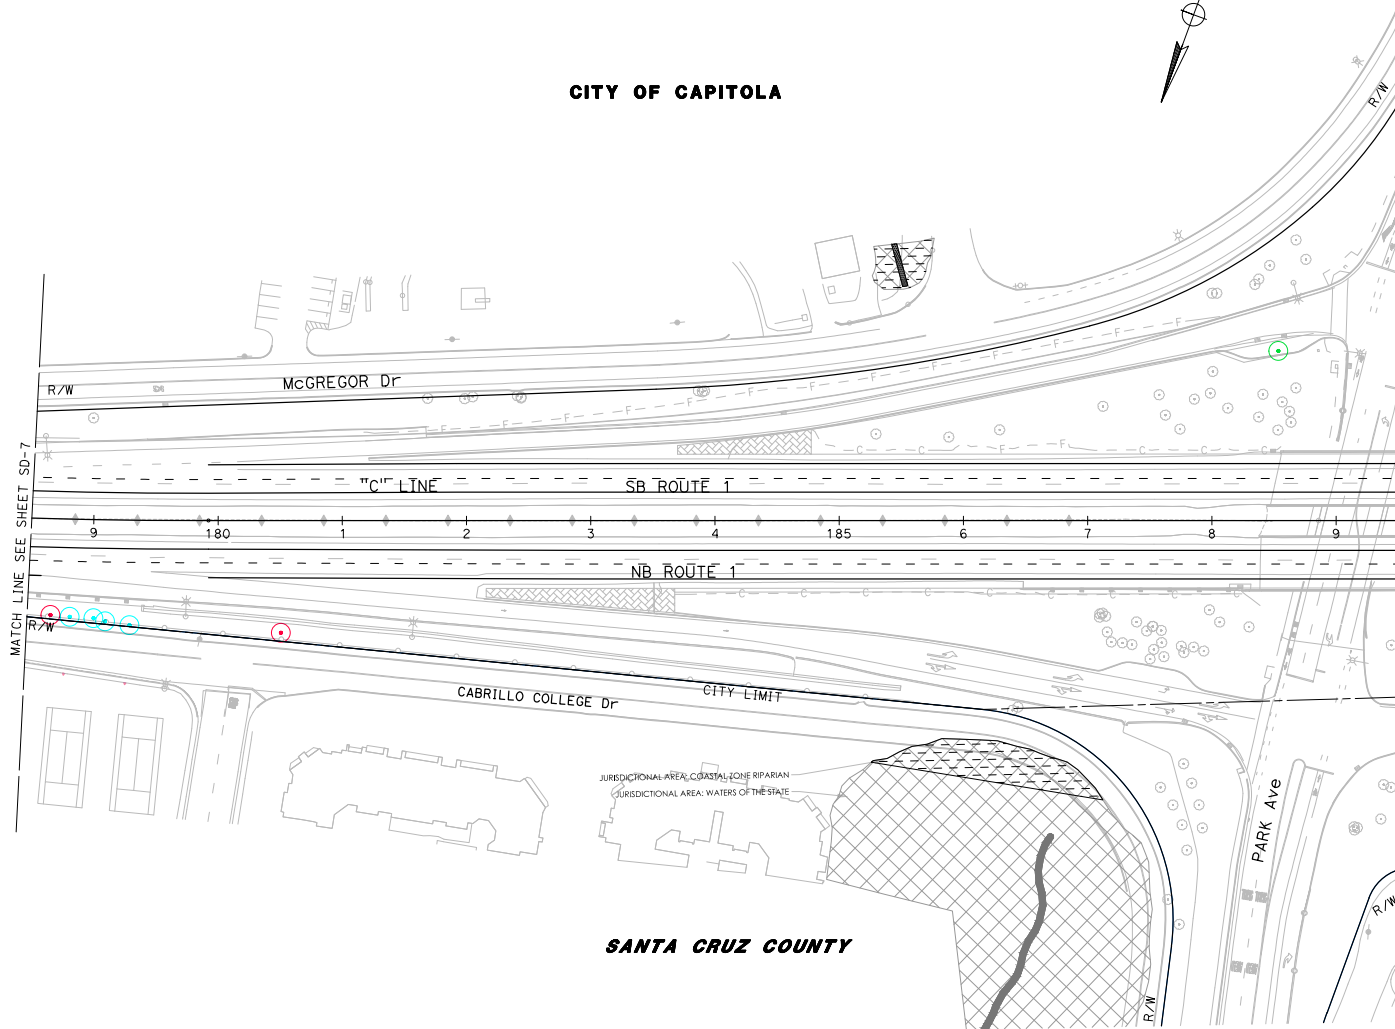 CITY OF CAPITOLA
R/W
R/W
McGREGOR Dr
F F F F F F F F F F F F F F
C C C C F C C C
MATCH LINE SEE SHEET SD-7
"C" LINE
SB ROUTE 1
9 180 1 2 3 4 185 6 7 8 9
NB ROUTE 1
C C C C C C C C
R/W
CABRILLO COLLEGE Dr
CITY LIMIT
JURISDICTIONAL AREA: COASTAL ZONE RIPARIAN
JURISDICTIONAL AREA: WATERS OF THE STATE
PARK Ave
R/W
SANTA CRUZ COUNTY
R/W